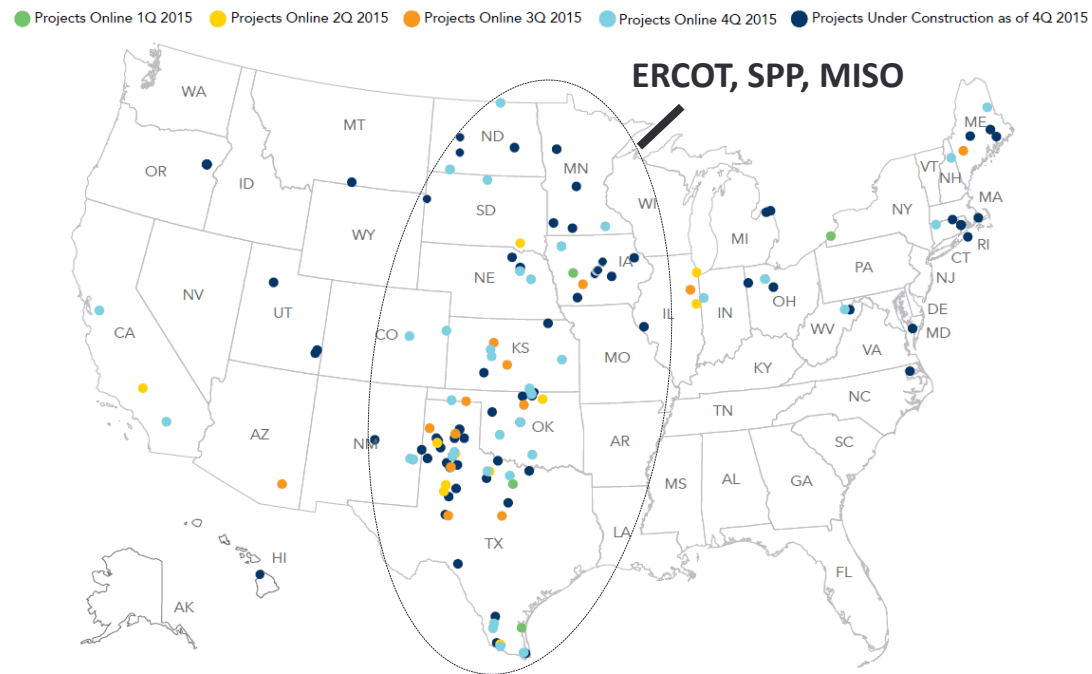 Projects Online 1Q 2015 Projects Online 2Q 2015 Projects Online 3Q 2015 Projects Online 4Q 2015 Projects Under Construction as of 4Q 2015
ERCOT, SPP, MISO
WA
MT
ND
MN
ME
OR
ID
SD
WI
VT
NH
WY
MI
NY
MA
RI
CT
NE
IA
PA
NJ
NV
UT
CO
IL
IN
OH
DE
MD
CA
KS
MO
WV
VA
KY
AZ
NM
OK
AR
TN
NC
SC
MS
AL
GA
TX
LA
HI
AK
FL